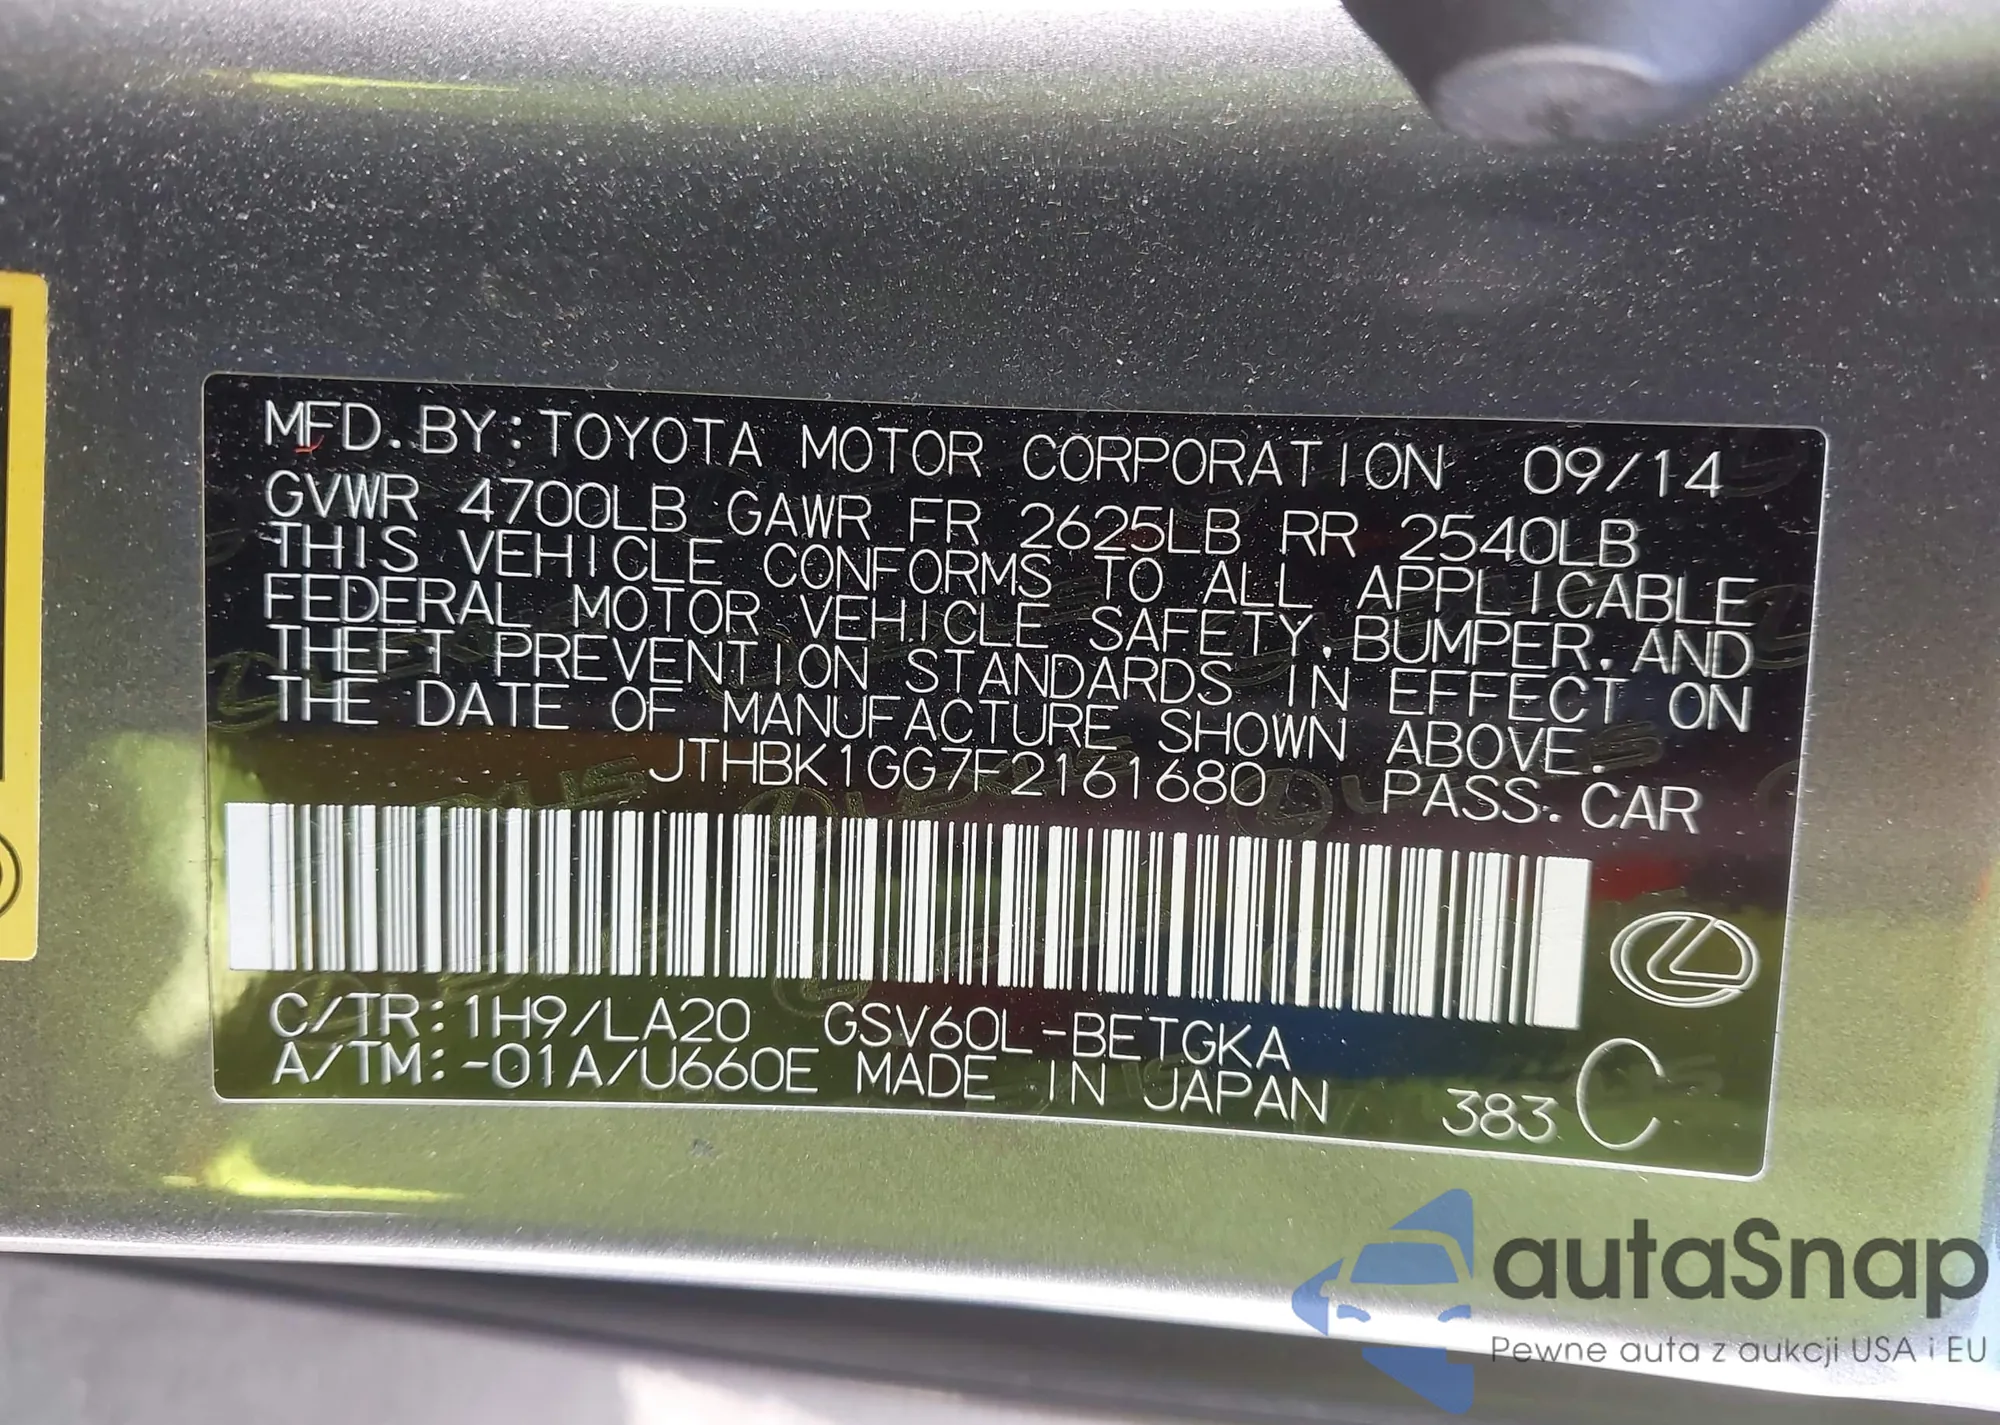 MFD. BY: TOYOTA MOTOR CORPORATION 09/14
GVWR 4700LB GAWR FR 2625LB RR 2540LB
THIS VEHICLE CONFORMS TO ALL APPLICABLE
FEDERAL MOTOR VEHICLE SAFETY, BUMPER, AND
THEFT PREVENTION STANDARDS IN EFFECT ON
THE DATE OF MANUFACTURE SHOWN ABOVE.
JTHBK1GG7F2161680 PASS. CAR
C/TR: 1H9/LA20 GSV60L-BETGKA
A/TM: -01A/U660E MADE IN JAPAN 383 C
autaSnap
Pewne auta z aukcji USA i EU